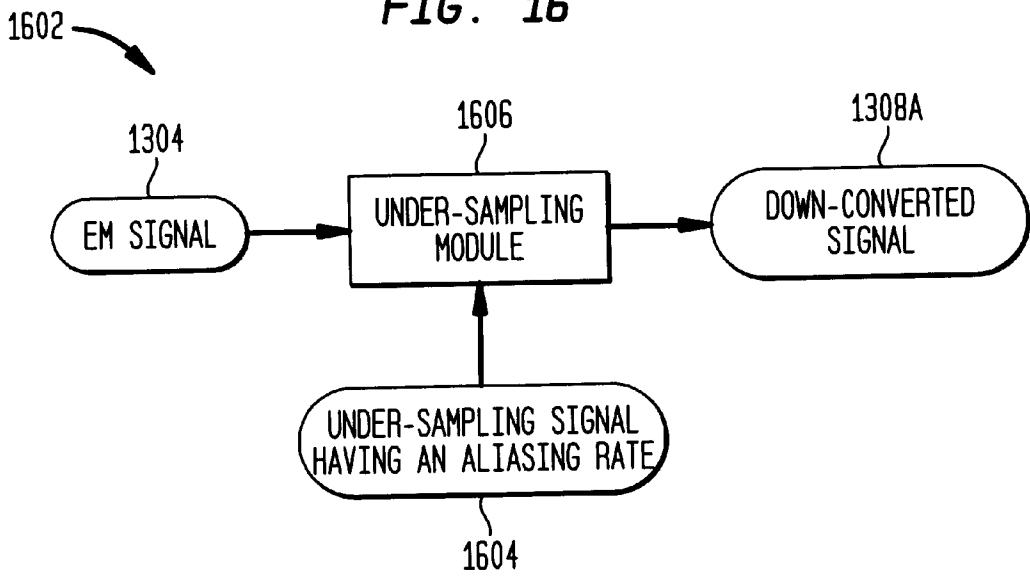 FIG. 16
1602
1304
1606
1308A
EM SIGNAL
UNDER-SAMPLING
MODULE
DOWN-CONVERTED
SIGNAL
UNDER-SAMPLING SIGNAL
HAVING AN ALIASING RATE
1604